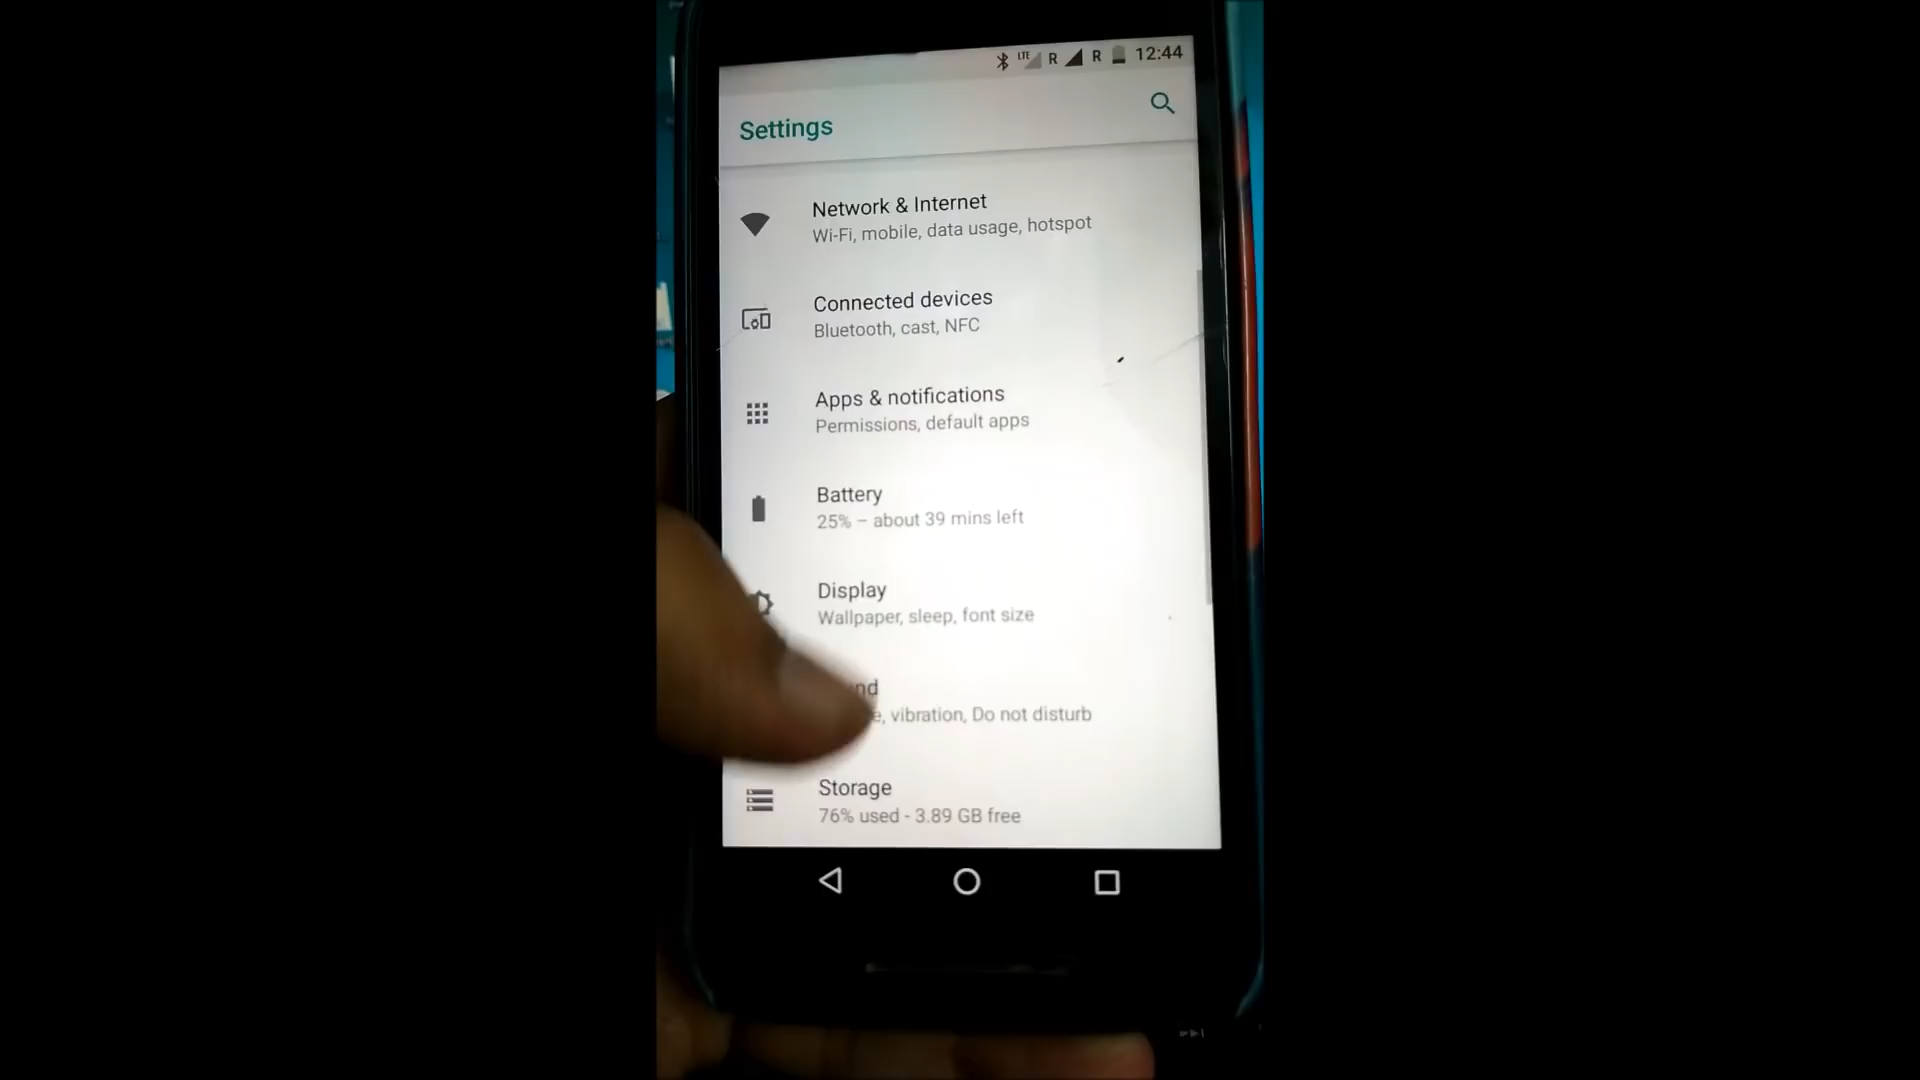 LTE R R 12:44
Settings
Network & Internet
Wi-Fi, mobile, data usage, hotspot
Connected devices
Bluetooth, cast, NFC
Apps & notifications
Permissions, default apps
Battery
25% – about 39 mins left
Display
Wallpaper, sleep, font size
vibration, Do not disturb
Storage
76% used - 3.89 GB free